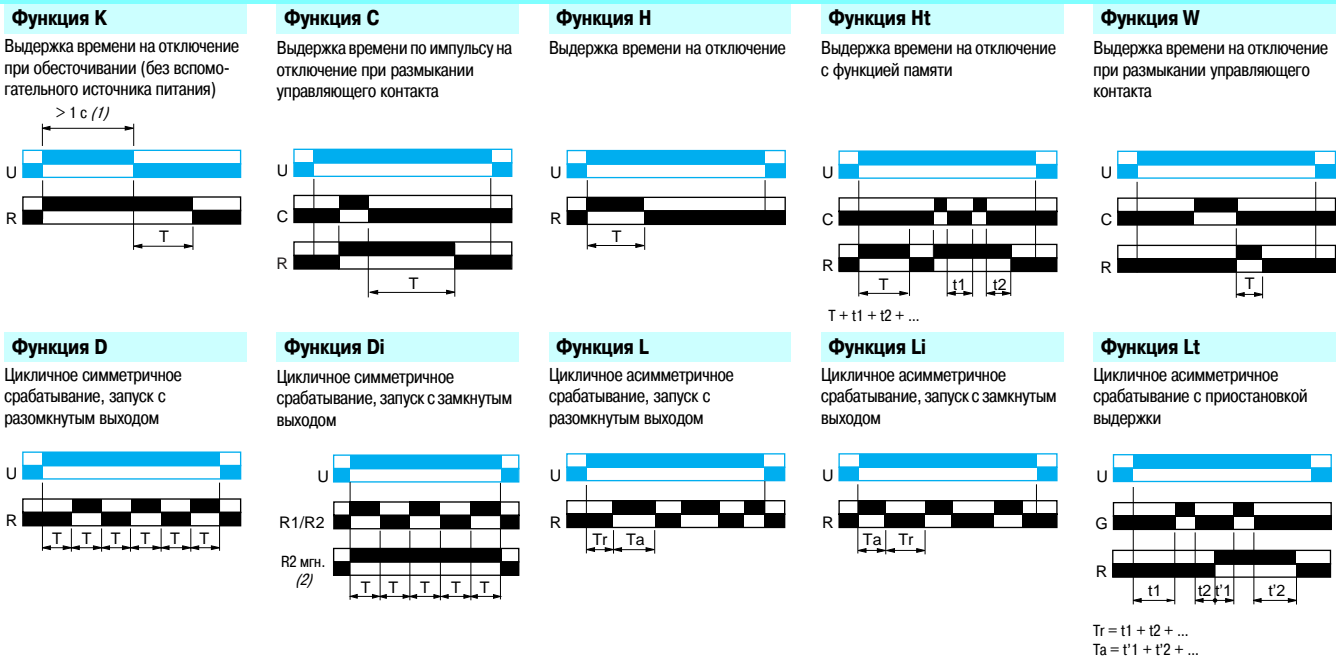 Функция K
Выдержка времени на отключение
при обесточивании (без вспомо-
гательного источника питания)
> 1 с (1)
U
R
T
Функция C
Выдержка времени по импульсу на
отключение при размыкании
управляющего контакта
U
C
R
T
Функция H
Выдержка времени на отключение
U
R
T
Функция Ht
Выдержка времени на отключение
с функцией памяти
U
C
R
T t1 t2
T + t1 + t2 + ...
Функция W
Выдержка времени на отключение
при размыкании управляющего
контакта
U
C
R
T
Функция D
Цикличное симметричное
срабатывание, запуск с
разомкнутым выходом
U
R
T T T T T T
Функция Di
Цикличное симметричное
срабатывание, запуск с замкнутым
выходом
U
R1/R2
R2 мгн.
(2)
T T T T T
Функция L
Цикличное асимметричное
срабатывание, запуск с
разомкнутым выходом
U
R
Tr Ta
Функция Li
Цикличное асимметричное
срабатывание, запуск с замкнутым
выходом
U
R
Ta Tr
Функция Lt
Цикличное асимметричное
срабатывание с приостановкой
выдержки
U
G
R
t1 t2 t'1 t'2
Tr = t1 + t2 + ...
Ta = t'1 + t'2 + ...